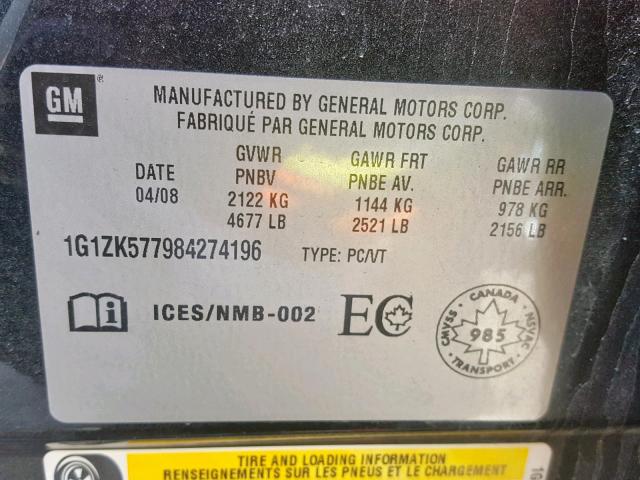 GM
MANUFACTURED BY GENERAL MOTORS CORP.
FABRIQUÉ PAR GENERAL MOTORS CORP.
DATE GVWR GAWR FRT GAWR RR
PNBV PNBE AV. PNBE ARR.
04/08 2122 KG 1144 KG 978 KG
4677 LB 2521 LB 2156 LB
1G1ZK577984274196 TYPE: PC/VT
i ICES/NMB-002 EC
CANADA
CMVSS 985 NSVAC
TRANSPORT
TIRE AND LOADING INFORMATION
RENSEIGNEMENTS SUR LES PNEUS ET LE CHARGEMENT